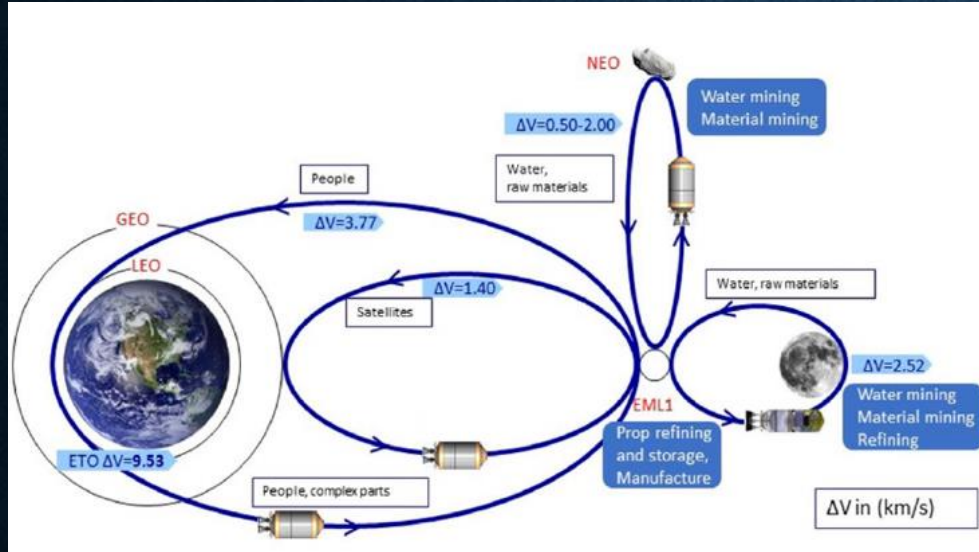 NEO
Water mining
Material mining
ΔV=0.50-2.00
Water,
raw materials
People
ΔV=3.77
GEO
LEO
ΔV=1.40
Satellites
Water, raw materials
ΔV=2.52
EML1
Water mining
Material mining
Refining
Prop refining
and storage,
Manufacture
ETO ΔV=9.53
People, complex parts
ΔV in (km/s)